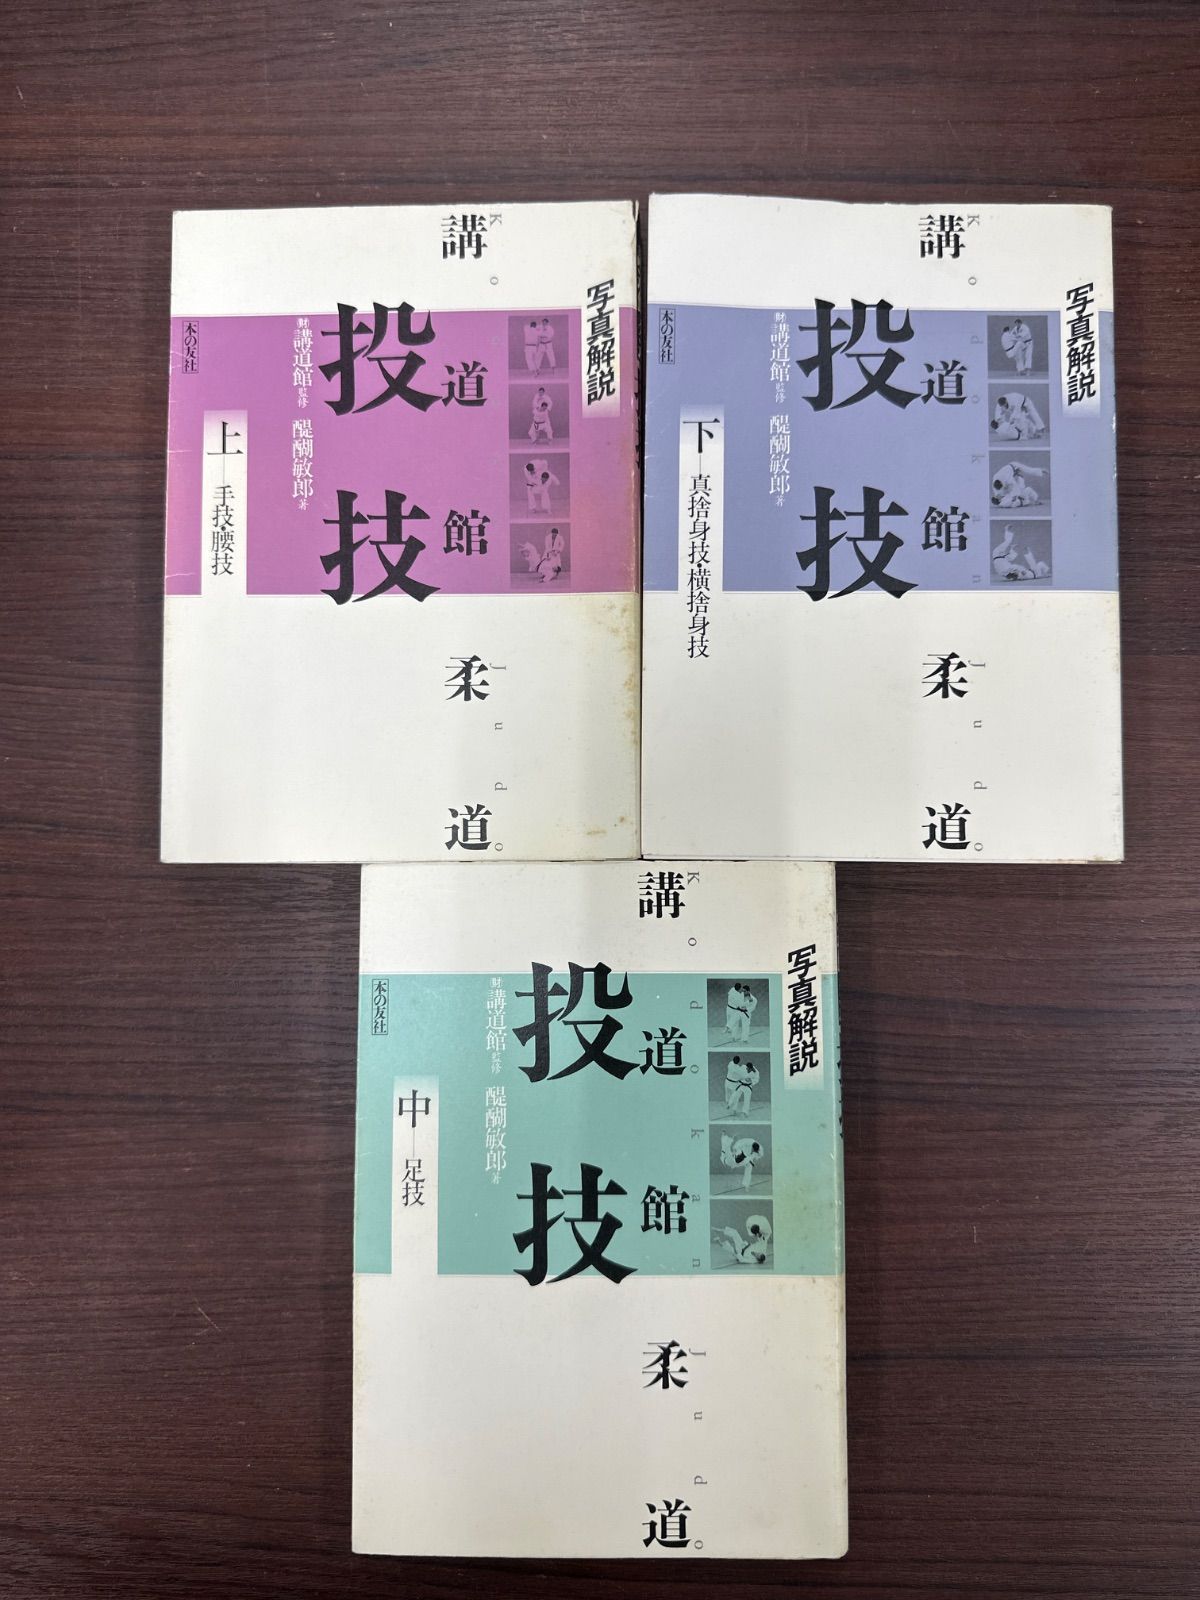 写真解説
講道館柔道
Kodokan Judo
投技
㈶講道館 監修 醍醐敏郎 著
上―手技・腰技
本の友社
写真解説
講道館柔道
Kodokan Judo
投技
㈶講道館 監修 醍醐敏郎 著
下―真捨身技・横捨身技
本の友社
写真解説
講道館柔道
Kodokan Judo
投技
㈶講道館 監修 醍醐敏郎 著
中―足技
本の友社